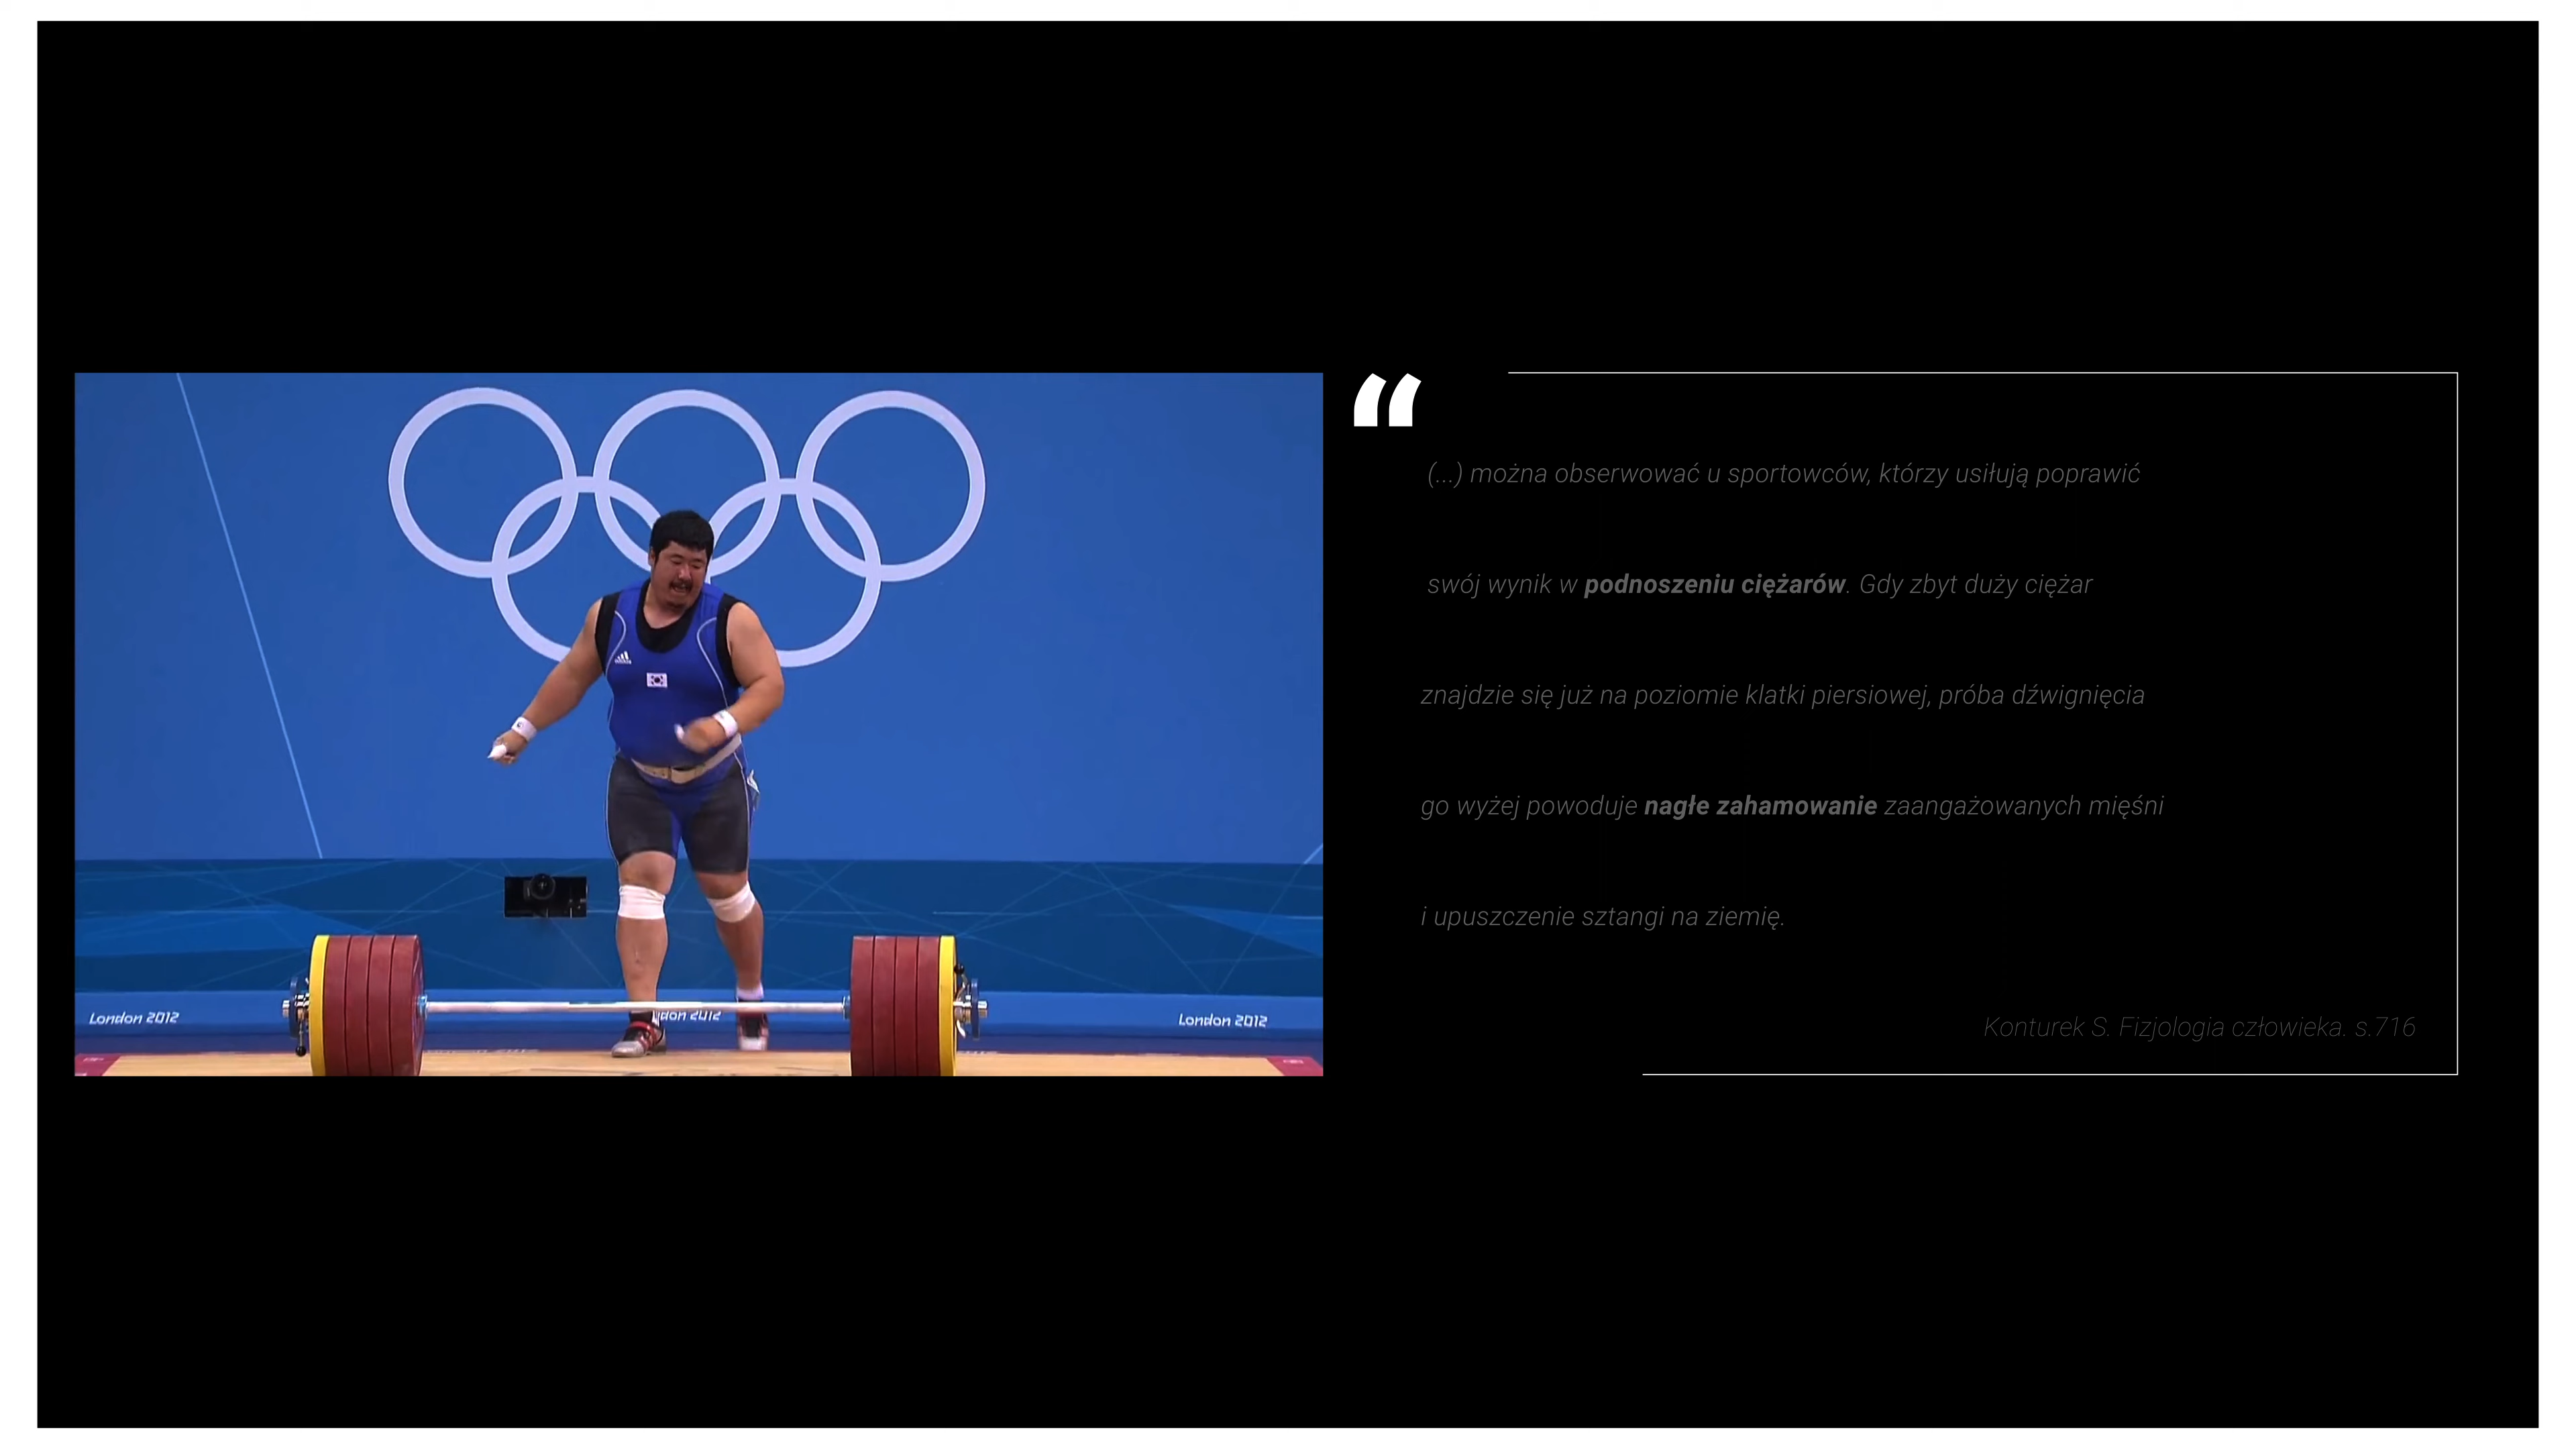 “
(...) można obserwować u sportowców, którzy usiłują poprawić
swój wynik w podnoszeniu ciężarów. Gdy zbyt duży ciężar
znajdzie się już na poziomie klatki piersiowej, próba dźwignięcia
go wyżej powoduje nagłe zahamowanie zaangażowanych mięśni
i upuszczenie sztangi na ziemię.
Konturek S. Fizjologia człowieka. s.716
adidas
London 2012
ndon 2012
London 2012